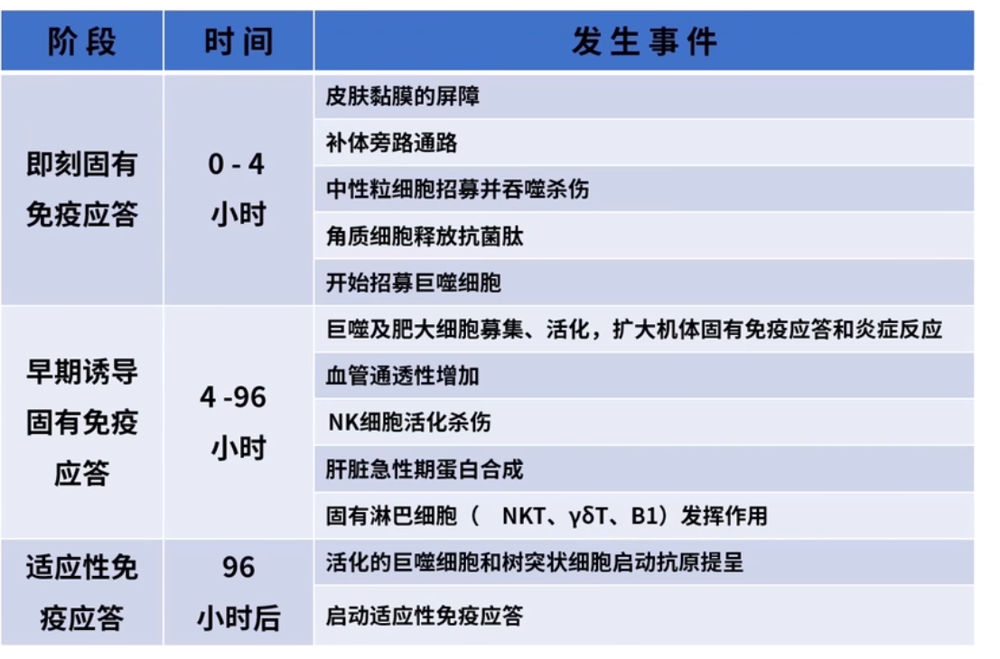 阶段 时间 发生事件
即刻固有
免疫应答
0 - 4
小时
皮肤黏膜的屏障
补体旁路通路
中性粒细胞招募并吞噬杀伤
角质细胞释放抗菌肽
开始招募巨噬细胞
早期诱导
固有免疫
应答
4 -96
小时
巨噬及肥大细胞募集、活化，扩大机体固有免疫应答和炎症反应
血管通透性增加
NK细胞活化杀伤
肝脏急性期蛋白合成
固有淋巴细胞（ NKT、γδT、B1）发挥作用
适应性免
疫应答
96
小时后
活化的巨噬细胞和树突状细胞启动抗原提呈
启动适应性免疫应答